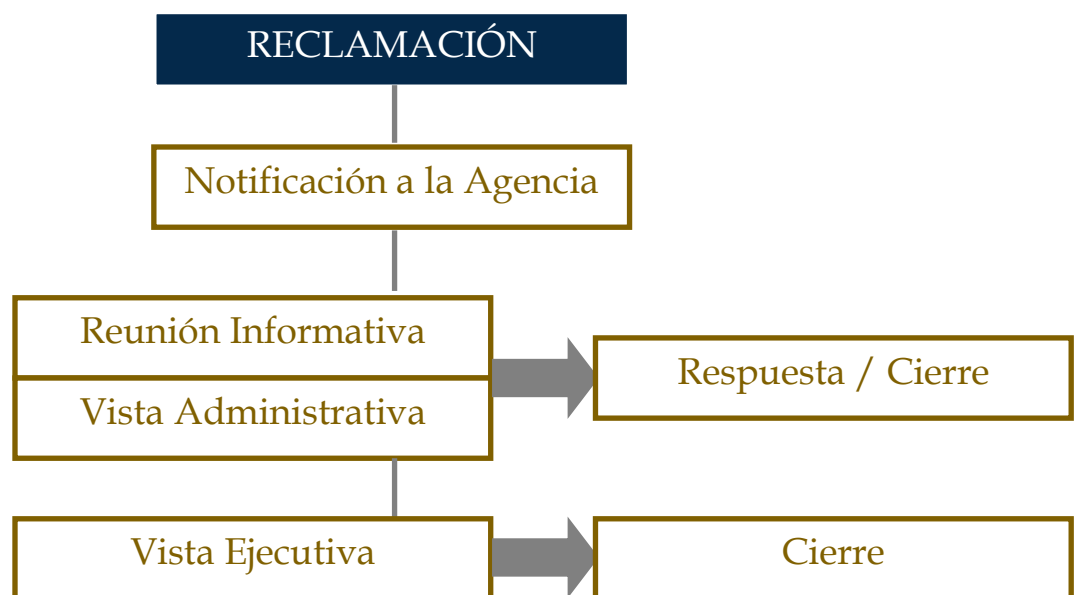 RECLAMACIÓN
Notificación a la Agencia
Reunión Informativa
Vista Administrativa
Respuesta / Cierre
Vista Ejecutiva
Cierre